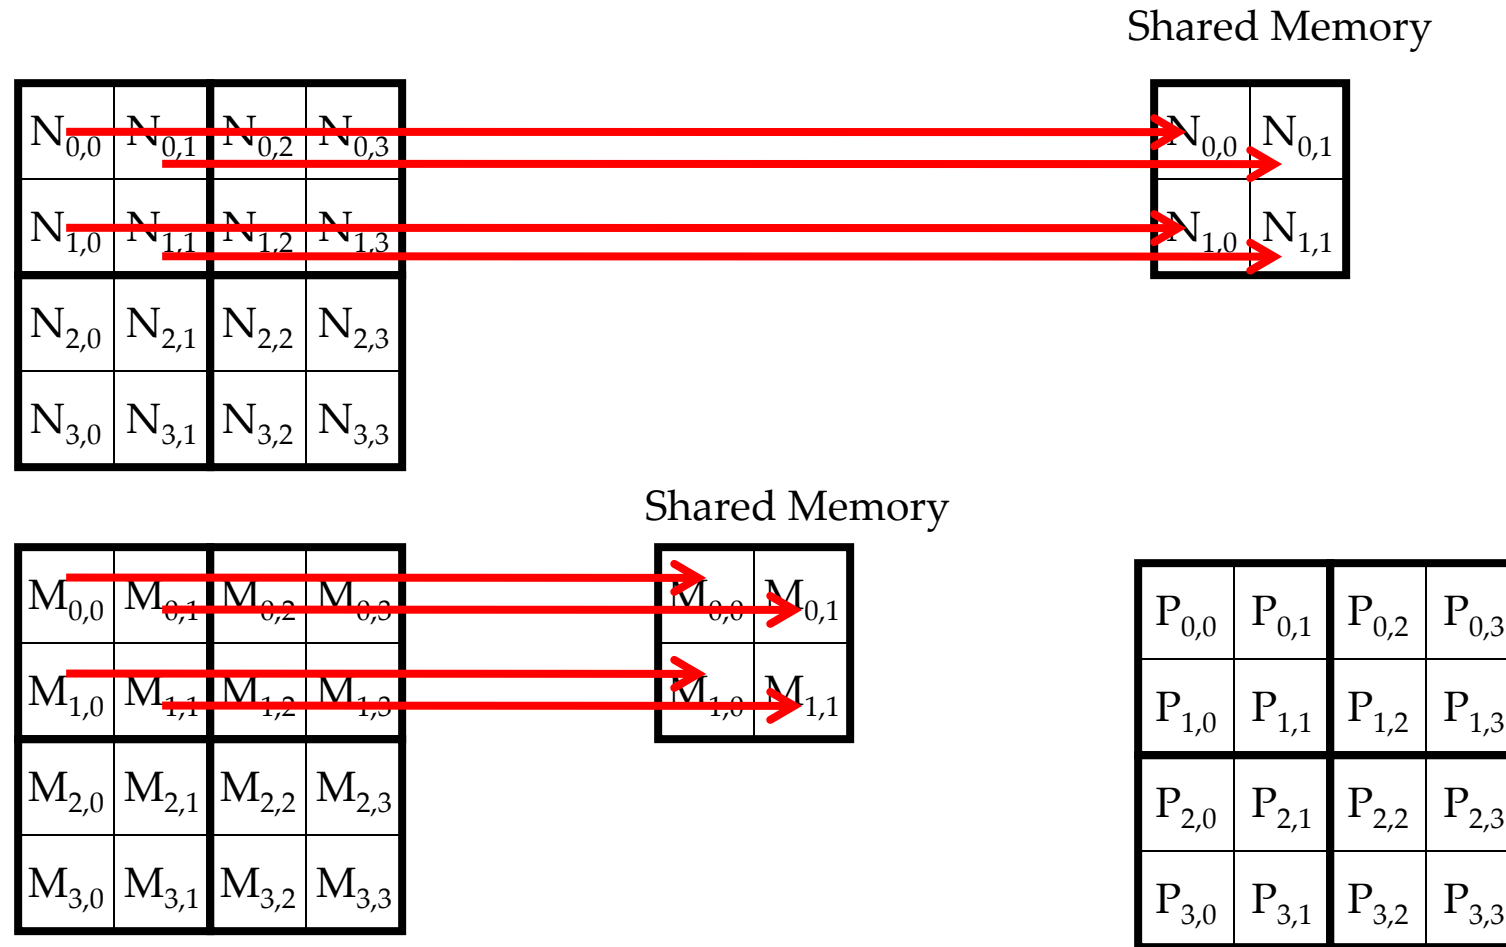 Shared Memory
N0,0 N0,1 N0,2 N0,3
N1,0 N1,1 N1,2 N1,3
N2,0 N2,1 N2,2 N2,3
N3,0 N3,1 N3,2 N3,3
N0,0 N0,1
N1,0 N1,1
Shared Memory
M0,0 M0,1 M0,2 M0,3
M1,0 M1,1 M1,2 M1,3
M2,0 M2,1 M2,2 M2,3
M3,0 M3,1 M3,2 M3,3
M0,0 M0,1
M1,0 M1,1
P0,0 P0,1 P0,2 P0,3
P1,0 P1,1 P1,2 P1,3
P2,0 P2,1 P2,2 P2,3
P3,0 P3,1 P3,2 P3,3